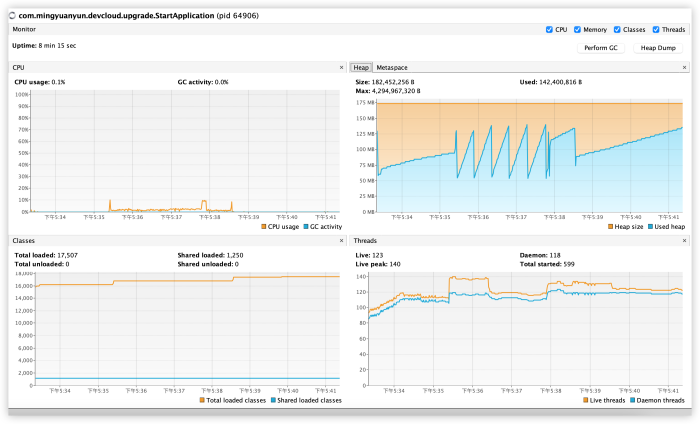 com.mingyuanyun.devcloud.upgrade.StartApplication (pid 64906)
Monitor
CPU Memory Classes Threads
Uptime: 8 min 15 sec
Perform GC Heap Dump
CPU ×
CPU usage: 0.1% GC activity: 0.0%
100%
90%
80%
70%
60%
50%
40%
30%
20%
10%
0%
下午5:34 下午5:35 下午5:36 下午5:37 下午5:38 下午5:39 下午5:40 下午5:41
CPU usage GC activity
Heap Metaspace ×
Size: 182,452,256 B Used: 142,400,816 B
Max: 4,294,967,320 B
175 MB
150 MB
125 MB
100 MB
75 MB
50 MB
25 MB
0 MB
下午5:34 下午5:35 下午5:36 下午5:37 下午5:38 下午5:39 下午5:40 下午5:41
Heap size Used heap
Classes ×
Total loaded: 17,507 Shared loaded: 1,250
Total unloaded: 0 Shared unloaded: 0
18,000
16,000
14,000
12,000
10,000
8,000
6,000
4,000
2,000
0
下午5:34 下午5:35 下午5:36 下午5:37 下午5:38 下午5:39 下午5:40 下午5:41
Total loaded classes Shared loaded classes
Threads ×
Live: 123 Daemon: 118
Live peak: 140 Total started: 599
140
120
100
80
60
40
20
0
下午5:34 下午5:35 下午5:36 下午5:37 下午5:38 下午5:39 下午5:40 下午5:41
Live threads Daemon threads